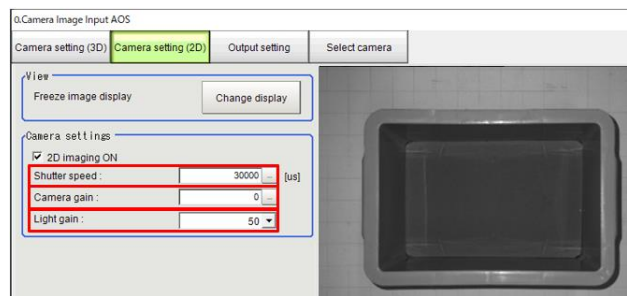 0.Camera Image Input AOS
Camera setting (3D) Camera setting (2D) Output setting Select camera
View
Freeze image display Change display
Camera settings
2D imaging ON
Shutter speed : 30000 ... [us]
Camera gain : 0 ...
Light gain : 50